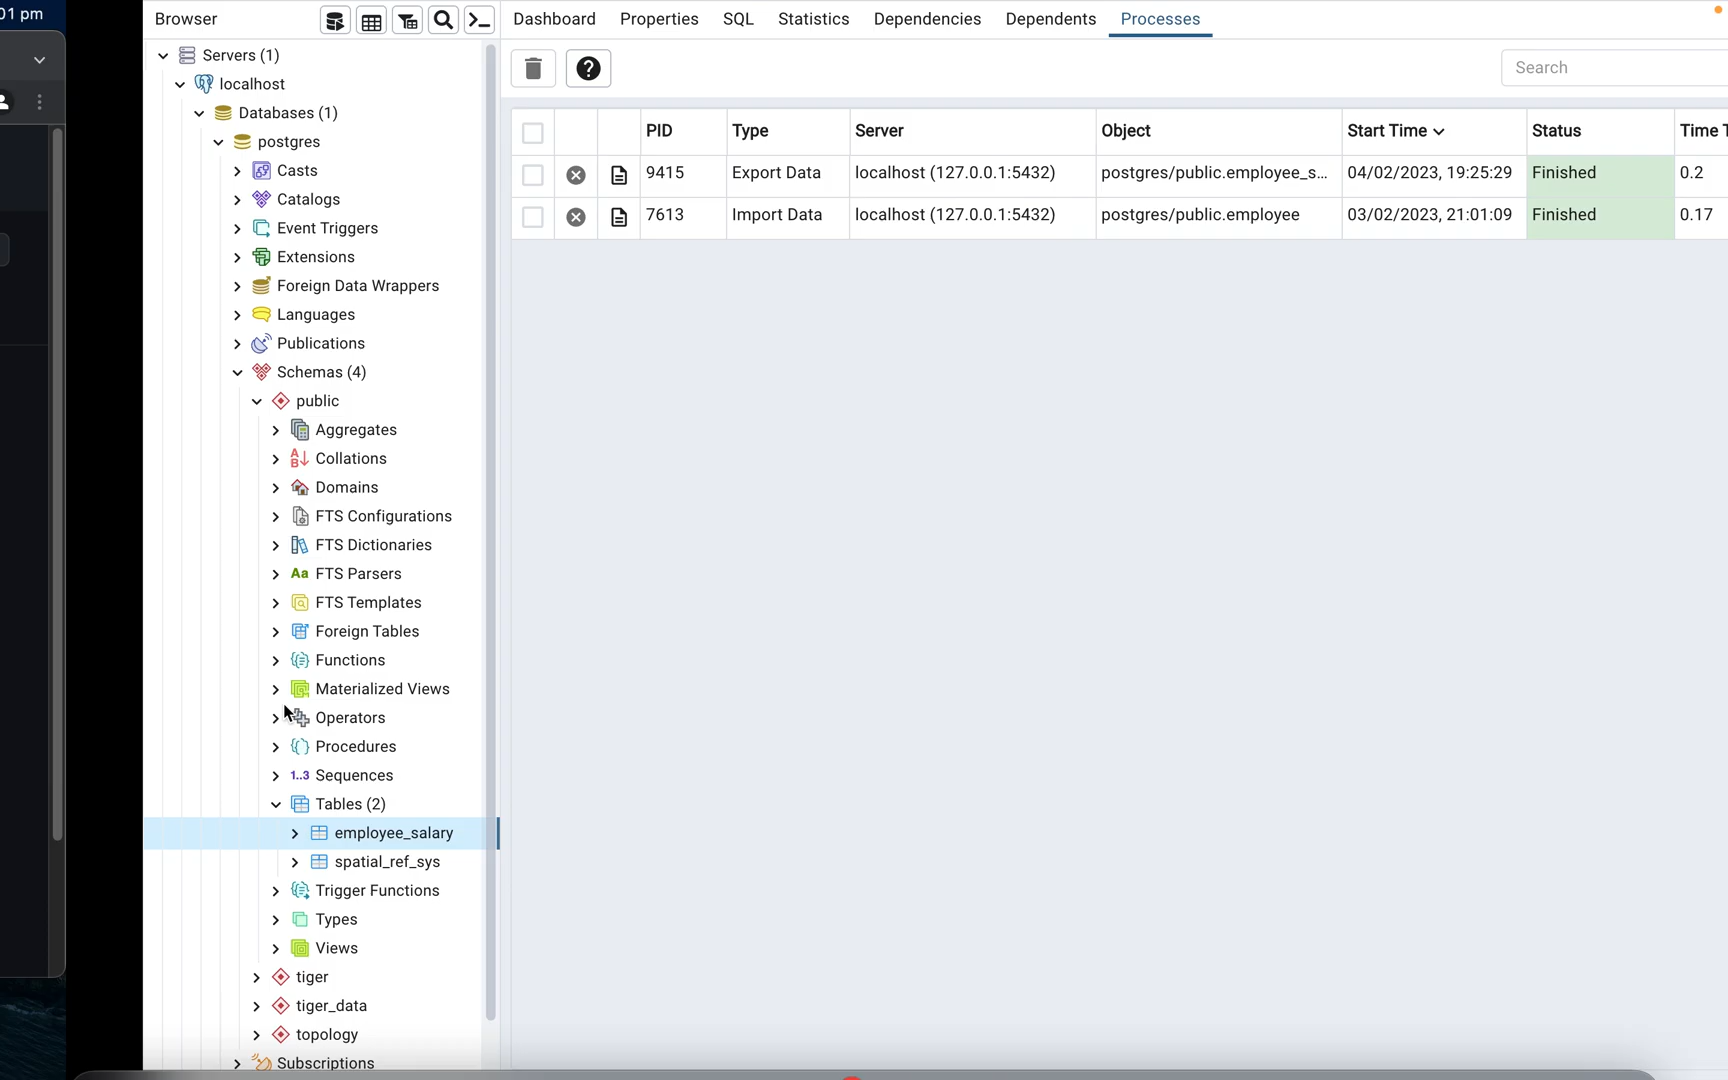 01 pm
Browser
Dashboard Properties SQL Statistics Dependencies Dependents Processes
Servers (1)
localhost
Databases (1)
postgres
Casts
Catalogs
Event Triggers
Extensions
Foreign Data Wrappers
Languages
Publications
Schemas (4)
public
Aggregates
Collations
Domains
FTS Configurations
FTS Dictionaries
Aa FTS Parsers
FTS Templates
Foreign Tables
Functions
Materialized Views
Operators
Procedures
1..3 Sequences
Tables (2)
employee_salary
spatial_ref_sys
Trigger Functions
Types
Views
tiger
tiger_data
topology
Subscriptions
Search
PID Type Server Object Start Time Status Time T
9415 Export Data localhost (127.0.0.1:5432) postgres/public.employee_s... 04/02/2023, 19:25:29 Finished 0.2
7613 Import Data localhost (127.0.0.1:5432) postgres/public.employee 03/02/2023, 21:01:09 Finished 0.17